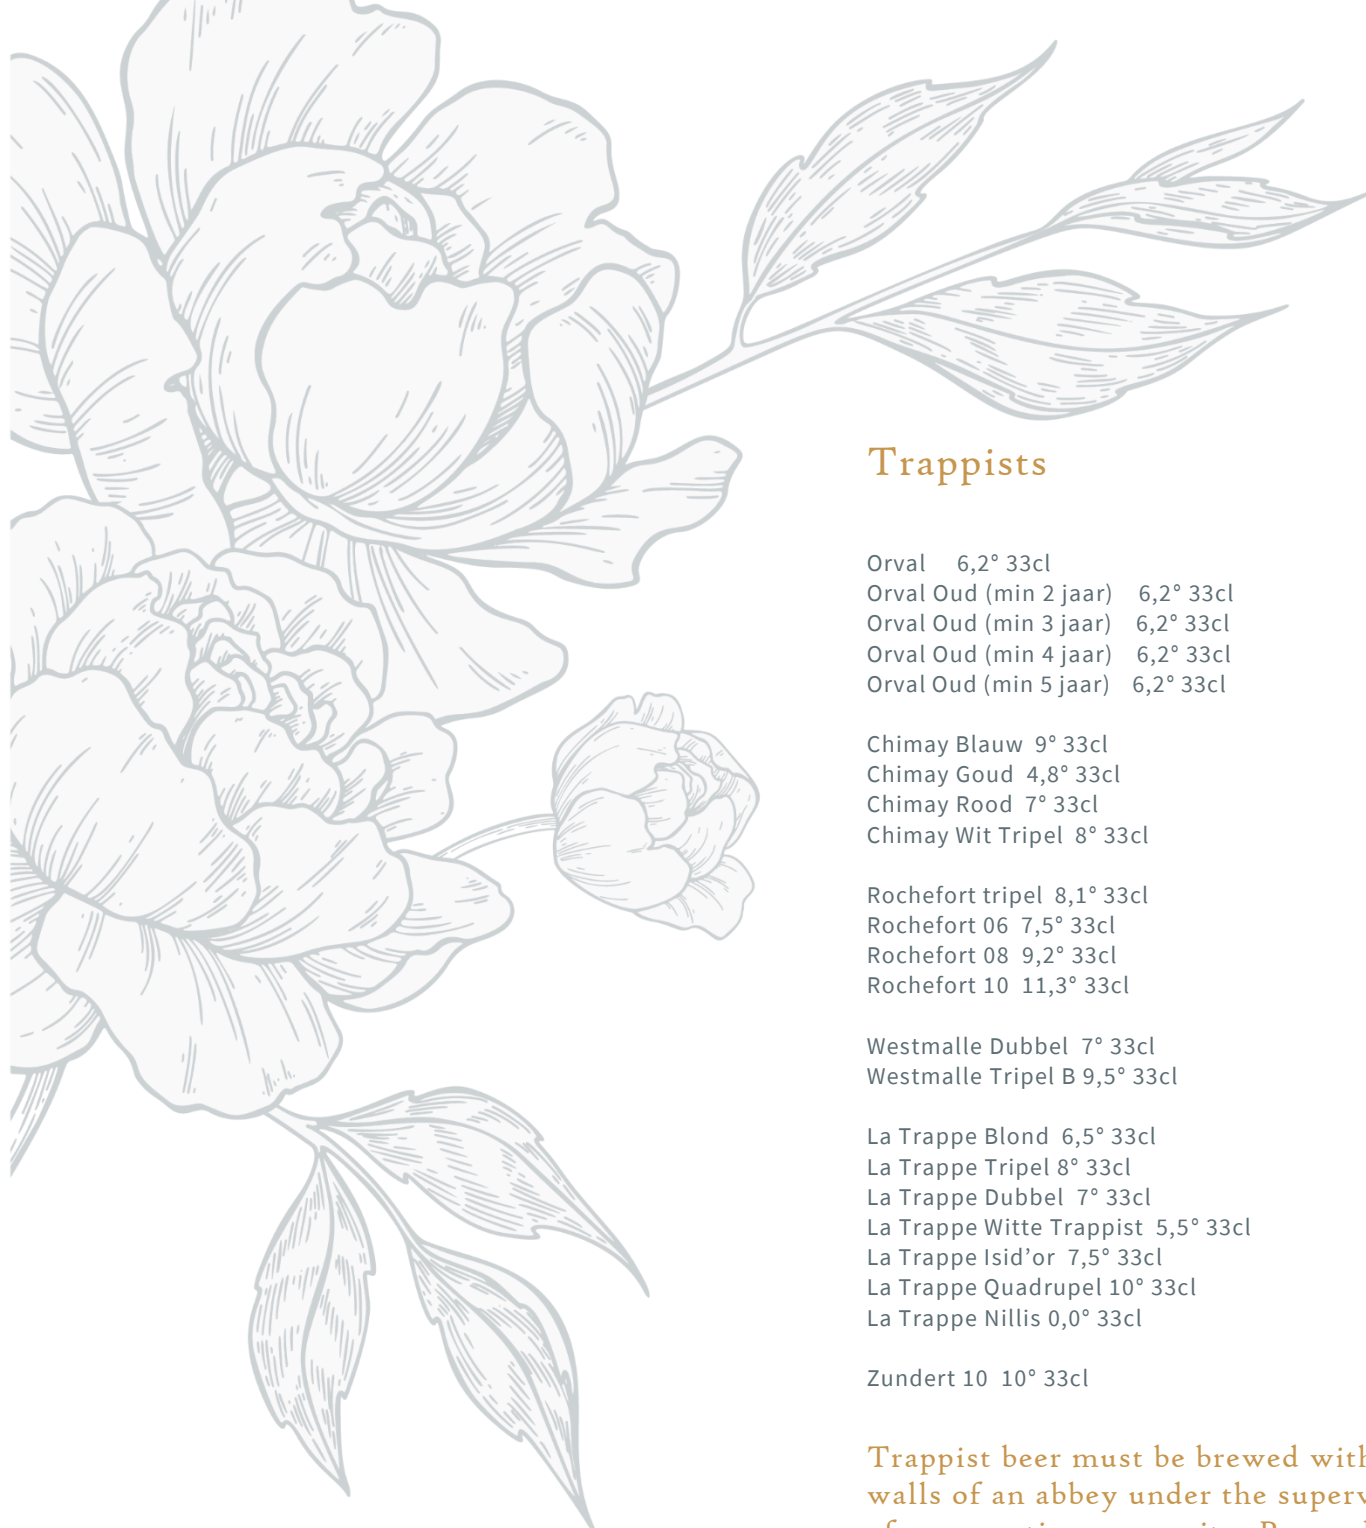 Trappists
Orval 6,2° 33cl
Orval Oud (min 2 jaar) 6,2° 33cl
Orval Oud (min 3 jaar) 6,2° 33cl
Orval Oud (min 4 jaar) 6,2° 33cl
Orval Oud (min 5 jaar) 6,2° 33cl
Chimay Blauw 9° 33cl
Chimay Goud 4,8° 33cl
Chimay Rood 7° 33cl
Chimay Wit Tripel 8° 33cl
Rochefort tripel 8,1° 33cl
Rochefort 06 7,5° 33cl
Rochefort 08 9,2° 33cl
Rochefort 10 11,3° 33cl
Westmalle Dubbel 7° 33cl
Westmalle Tripel B 9,5° 33cl
La Trappe Blond 6,5° 33cl
La Trappe Tripel 8° 33cl
La Trappe Dubbel 7° 33cl
La Trappe Witte Trappist 5,5° 33cl
La Trappe Isid’or 7,5° 33cl
La Trappe Quadrupel 10° 33cl
La Trappe Nillis 0,0° 33cl
Zundert 10 10° 33cl
Trappist beer must be brewed
walls of an abbey under the